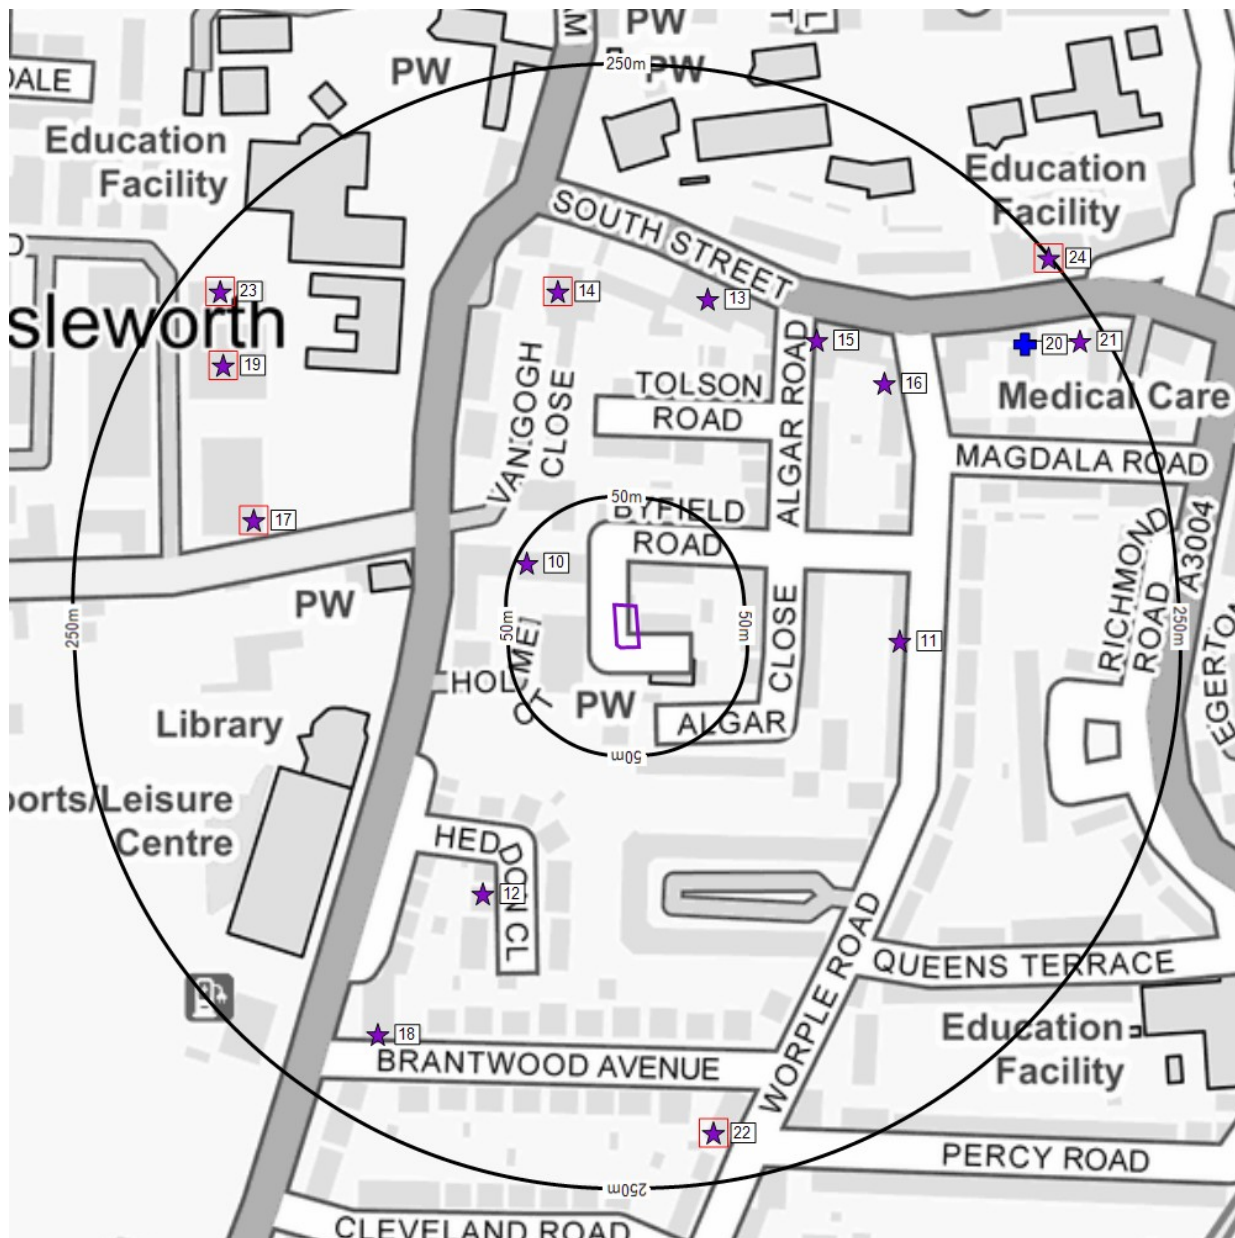 PW
DALE
PW
250m
PW
Education
Facility
Education
Facility
SOUTH STREET
24
23
14
13
sleworth
15
20
21
19
16
VAN GOGH
CLOSE
TOLSON
ROAD
ALGAR ROAD
Medical Care
MAGDALA ROAD
50m
BYFIELD
ROAD
17
10
RICHMOND
ROAD
A3004
PW
250m
50m
50m
250m
11
CLOSE
EGERTON
PW
ALGAR
Library
50m
ports/Leisure
Centre
HEDDON CL
12
WORPLE ROAD
QUEENS TERRACE
Education
Facility
18
BRANTWOOD AVENUE
22
PERCY ROAD
250m
CLEVELAND ROAD